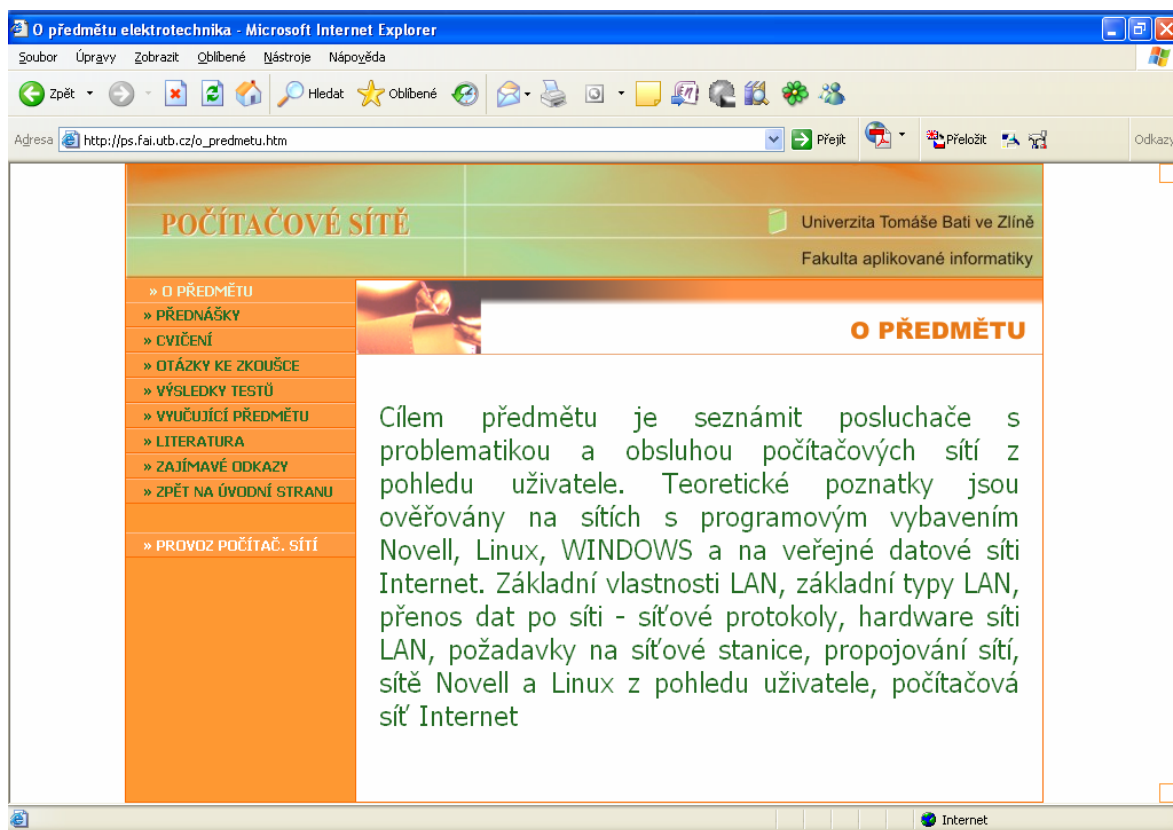 O předmětu elektrotechnika - Microsoft Internet Explorer
Soubor Úpravy Zobrazit Oblíbené Nástroje Nápověda
Zpět Hledat Oblíbené
Adresa http://ps.fai.utb.cz/o_predmetu.htm Přejít Přeložit Odkazy
POČÍTAČOVÉ SÍTĚ
Univerzita Tomáše Bati ve Zlíně
Fakulta aplikované informatiky
» O PŘEDMĚTU
» PŘEDNÁŠKY
» CVIČENÍ
» OTÁZKY KE ZKOUŠCE
» VÝSLEDKY TESTŮ
» VYUČUJÍCÍ PŘEDMĚTU
» LITERATURA
» ZAJÍMAVÉ ODKAZY
» ZPĚT NA ÚVODNÍ STRANU
» PROVOZ POČÍTAČ. SÍTÍ
O PŘEDMĚTU
Cílem předmětu je seznámit posluchače s
problematikou a obsluhou počítačových sítí z
pohledu uživatele. Teoretické poznatky jsou
ověřovány na sítích s programovým vybavením
Novell, Linux, WINDOWS a na veřejné datové síti
Internet. Základní vlastnosti LAN, základní typy LAN,
přenos dat po síti - síťové protokoly, hardware síti
LAN, požadavky na síťové stanice, propojování sítí,
sítě Novell a Linux z pohledu uživatele, počítačová
síť Internet
Internet